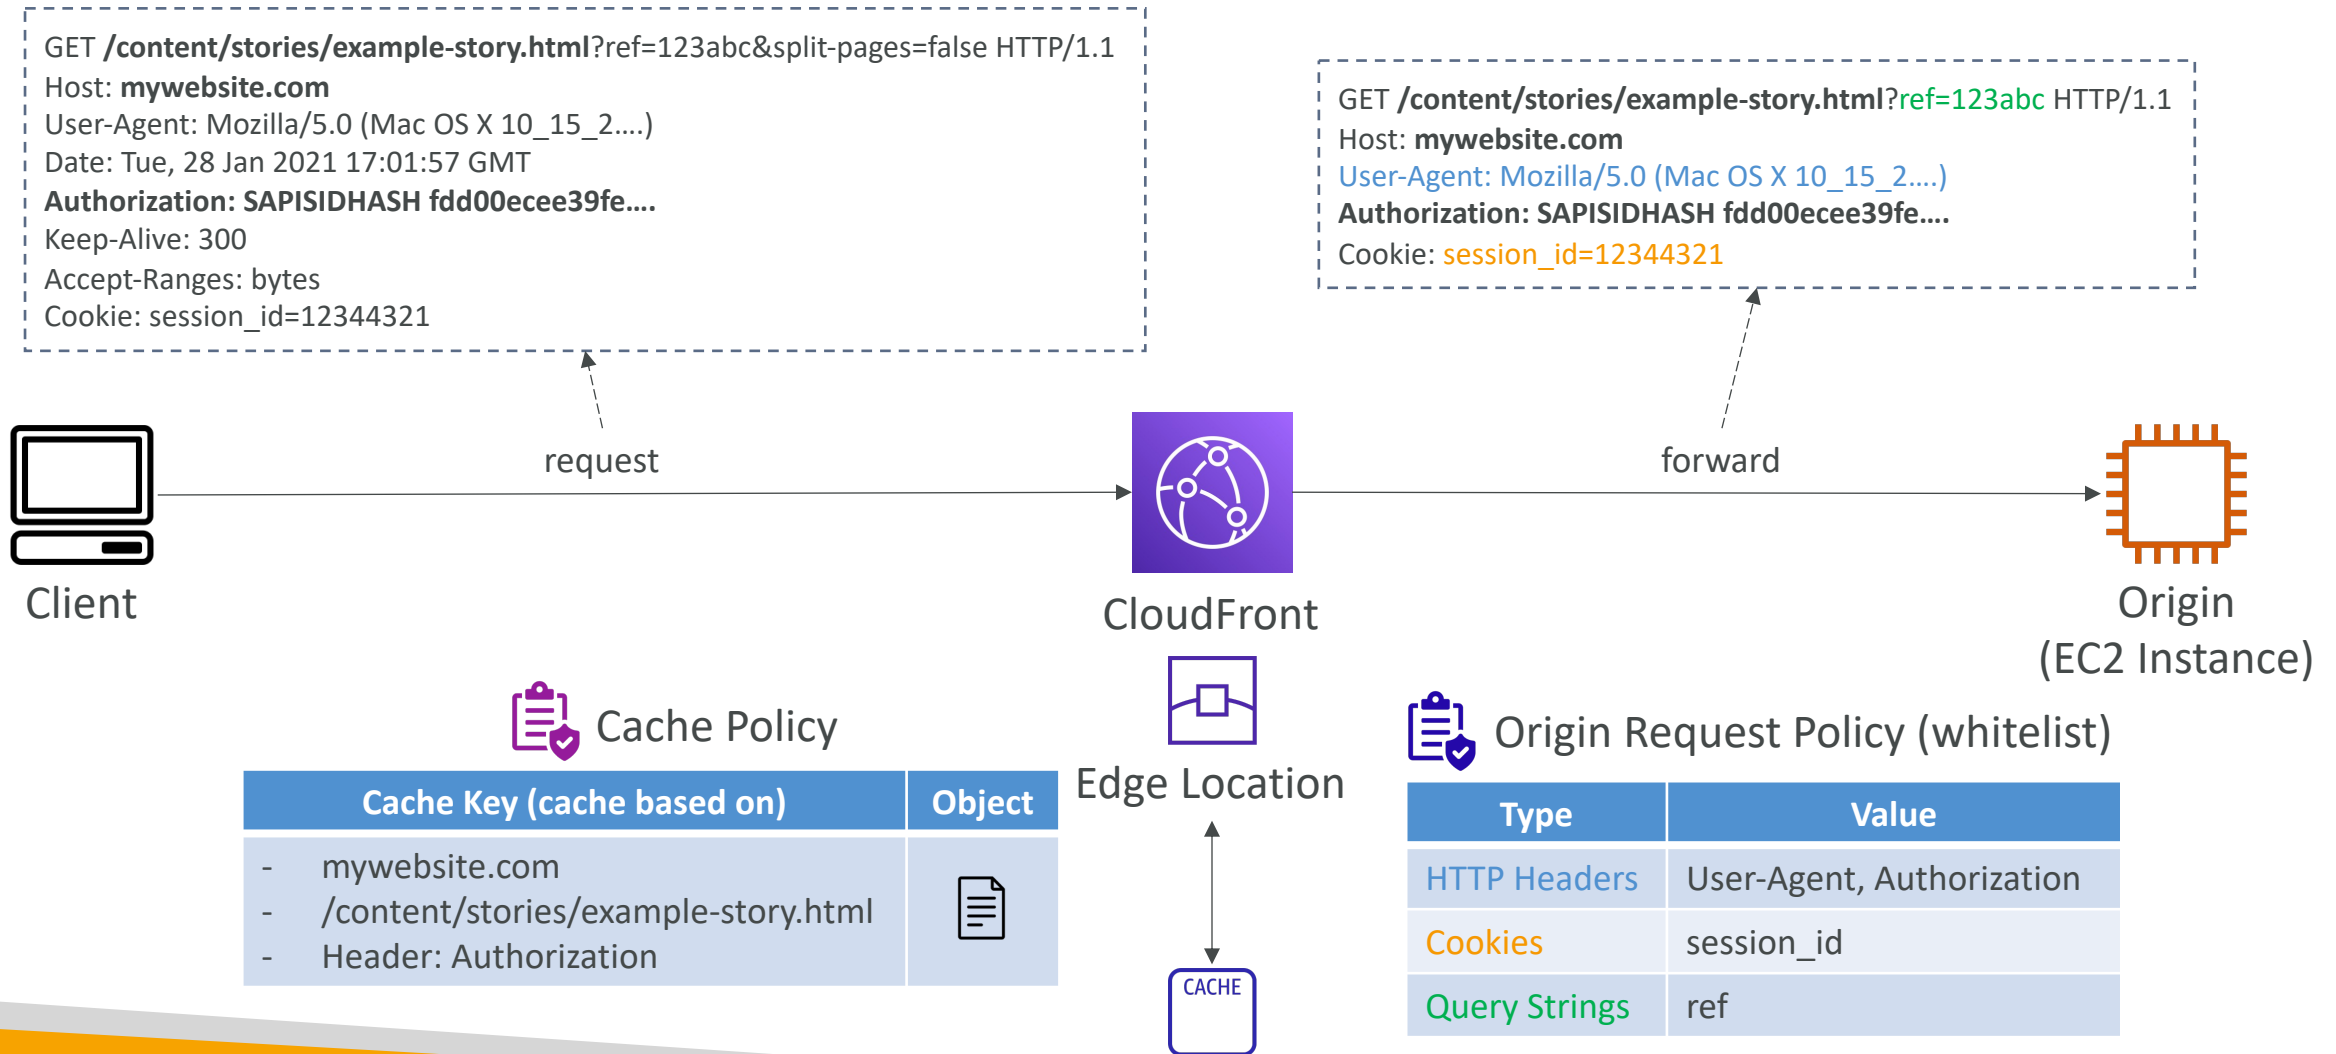 GET /content/stories/example-story.html?ref=123abc&split-pages=false HTTP/1.1
Host: mywebsite.com
User-Agent: Mozilla/5.0 (Mac OS X 10_15_2….)
Date: Tue, 28 Jan 2021 17:01:57 GMT
Authorization: SAPISIDHASH fdd00ecee39fe….
Keep-Alive: 300
Accept-Ranges: bytes
Cookie: session_id=12344321
GET /content/stories/example-story.html?ref=123abc HTTP/1.1
Host: mywebsite.com
User-Agent: Mozilla/5.0 (Mac OS X 10_15_2….)
Authorization: SAPISIDHASH fdd00ecee39fe….
Cookie: session_id=12344321
request
forward
Client
CloudFront
Origin
(EC2 Instance)
Cache Policy
Cache Key (cache based on)
Object
- mywebsite.com
- /content/stories/example-story.html
- Header: Authorization
Edge Location
CACHE
Origin Request Policy (whitelist)
Type
Value
HTTP Headers
User-Agent, Authorization
Cookies
session_id
Query Strings
ref